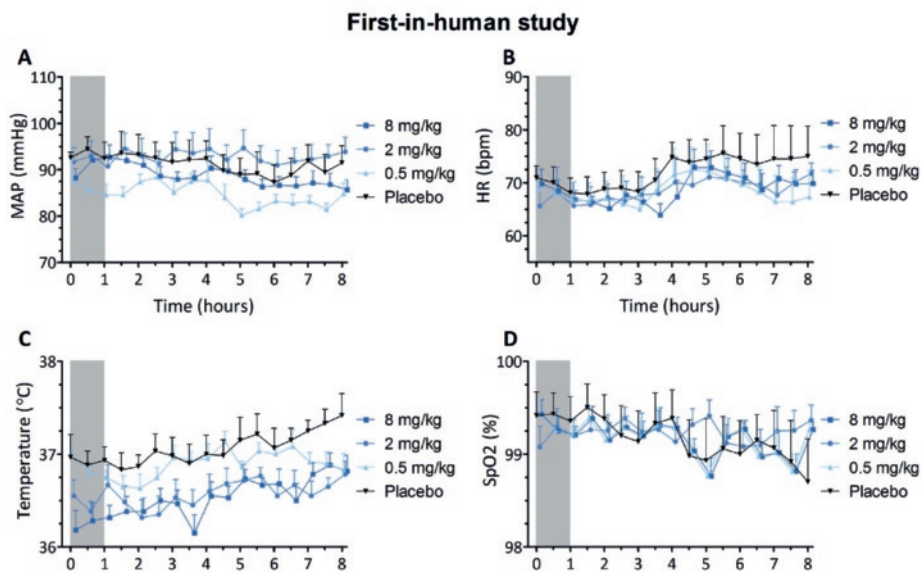 First-in-human study
A
MAP (mmHg)
110
100
90
80
70
0 1 2 3 4 5 6 7 8
Time (hours)
8 mg/kg
2 mg/kg
0.5 mg/kg
Placebo
B
HR (bpm)
90
80
70
60
0 1 2 3 4 5 6 7 8
Time (hours)
8 mg/kg
2 mg/kg
0.5 mg/kg
Placebo
C
Temperature (°C)
38
37
36
0 1 2 3 4 5 6 7 8
8 mg/kg
2 mg/kg
0.5 mg/kg
Placebo
D
SpO2 (%)
100
99
98
0 1 2 3 4 5 6 7 8
8 mg/kg
2 mg/kg
0.5 mg/kg
Placebo